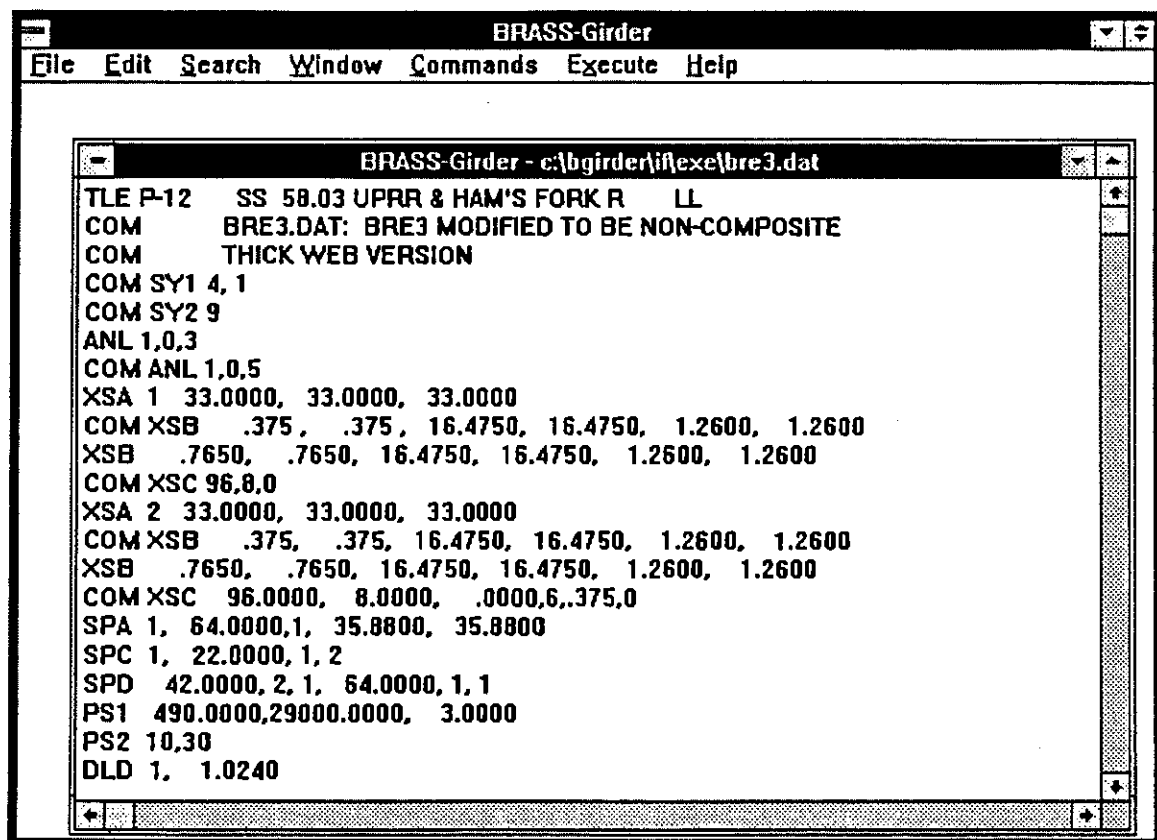 BRASS-Girder
File Edit Search Window Commands Execute Help
BRASS-Girder - c:\bgirder\if\exe\bre3.dat
TLE P-12 SS 58.03 UPRR & HAM'S FORK R LL
COM BRE3.DAT: BRE3 MODIFIED TO BE NON-COMPOSITE
COM THICK WEB VERSION
COM SY1 4, 1
COM SY2 9
ANL 1,0,3
COM ANL 1,0,5
XSA 1 33.0000, 33.0000, 33.0000
COM XSB .375, .375, 16.4750, 16.4750, 1.2600, 1.2600
XSB .7650, .7650, 16.4750, 16.4750, 1.2600, 1.2600
COM XSC 96,8,0
XSA 2 33.0000, 33.0000, 33.0000
COM XSB .375, .375, 16.4750, 16.4750, 1.2600, 1.2600
XSB .7650, .7650, 16.4750, 16.4750, 1.2600, 1.2600
COM XSC 96.0000, 8.0000, .0000,6,.375,0
SPA 1, 64.0000,1, 35.8800, 35.8800
SPC 1, 22.0000, 1, 2
SPD 42.0000, 2, 1, 64.0000, 1, 1
PS1 490.0000,29000.0000, 3.0000
PS2 10,30
DLD 1, 1.0240